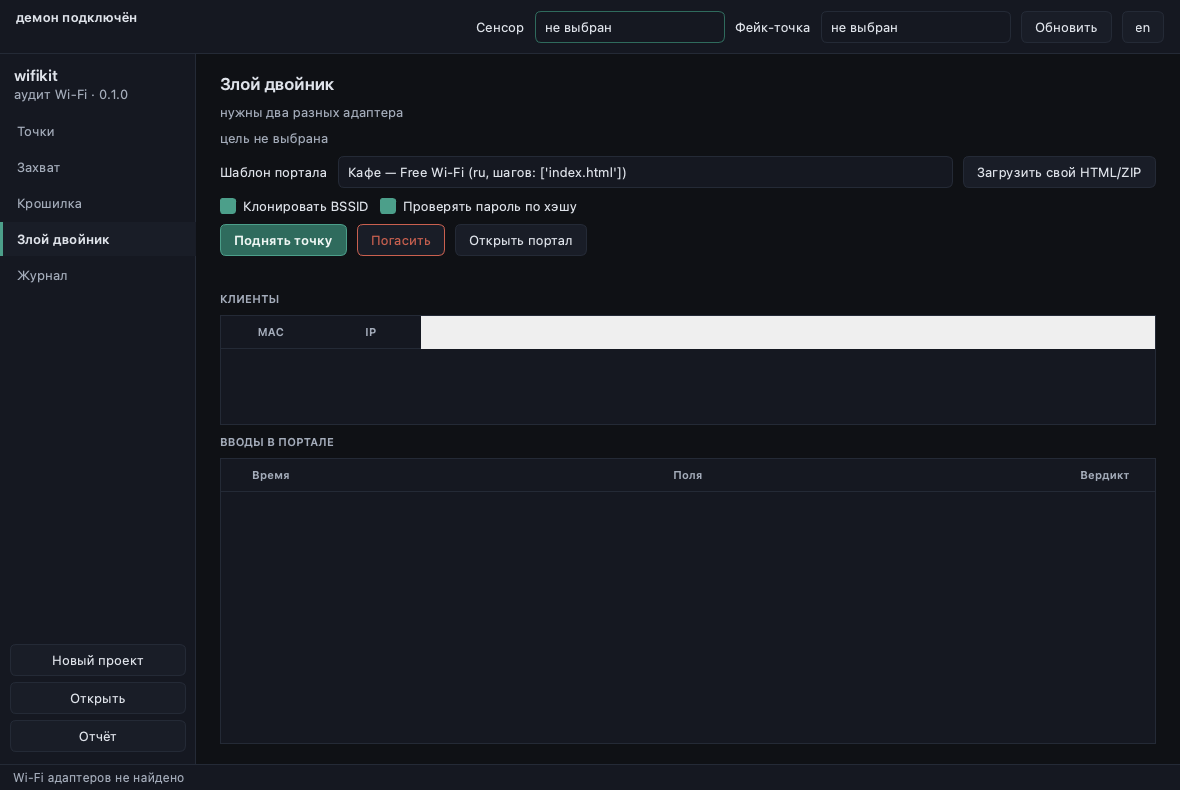 демон подключён
Сенсор не выбран Фейк-точка не выбран Обновить en
wifikit
аудит Wi-Fi · 0.1.0
Точки
Захват
Крошилка
Злой двойник
Журнал
Новый проект
Открыть
Отчёт
Злой двойник
нужны два разных адаптера
цель не выбрана
Шаблон портала Кафе — Free Wi-Fi (ru, шагов: ['index.html']) Загрузить свой HTML/ZIP
Клонировать BSSID Проверять пароль по хэшу
Поднять точку Погасить Открыть портал
КЛИЕНТЫ
MAC IP
ВВОДЫ В ПОРТАЛЕ
Время Поля Вердикт
Wi-Fi адаптеров не найдено